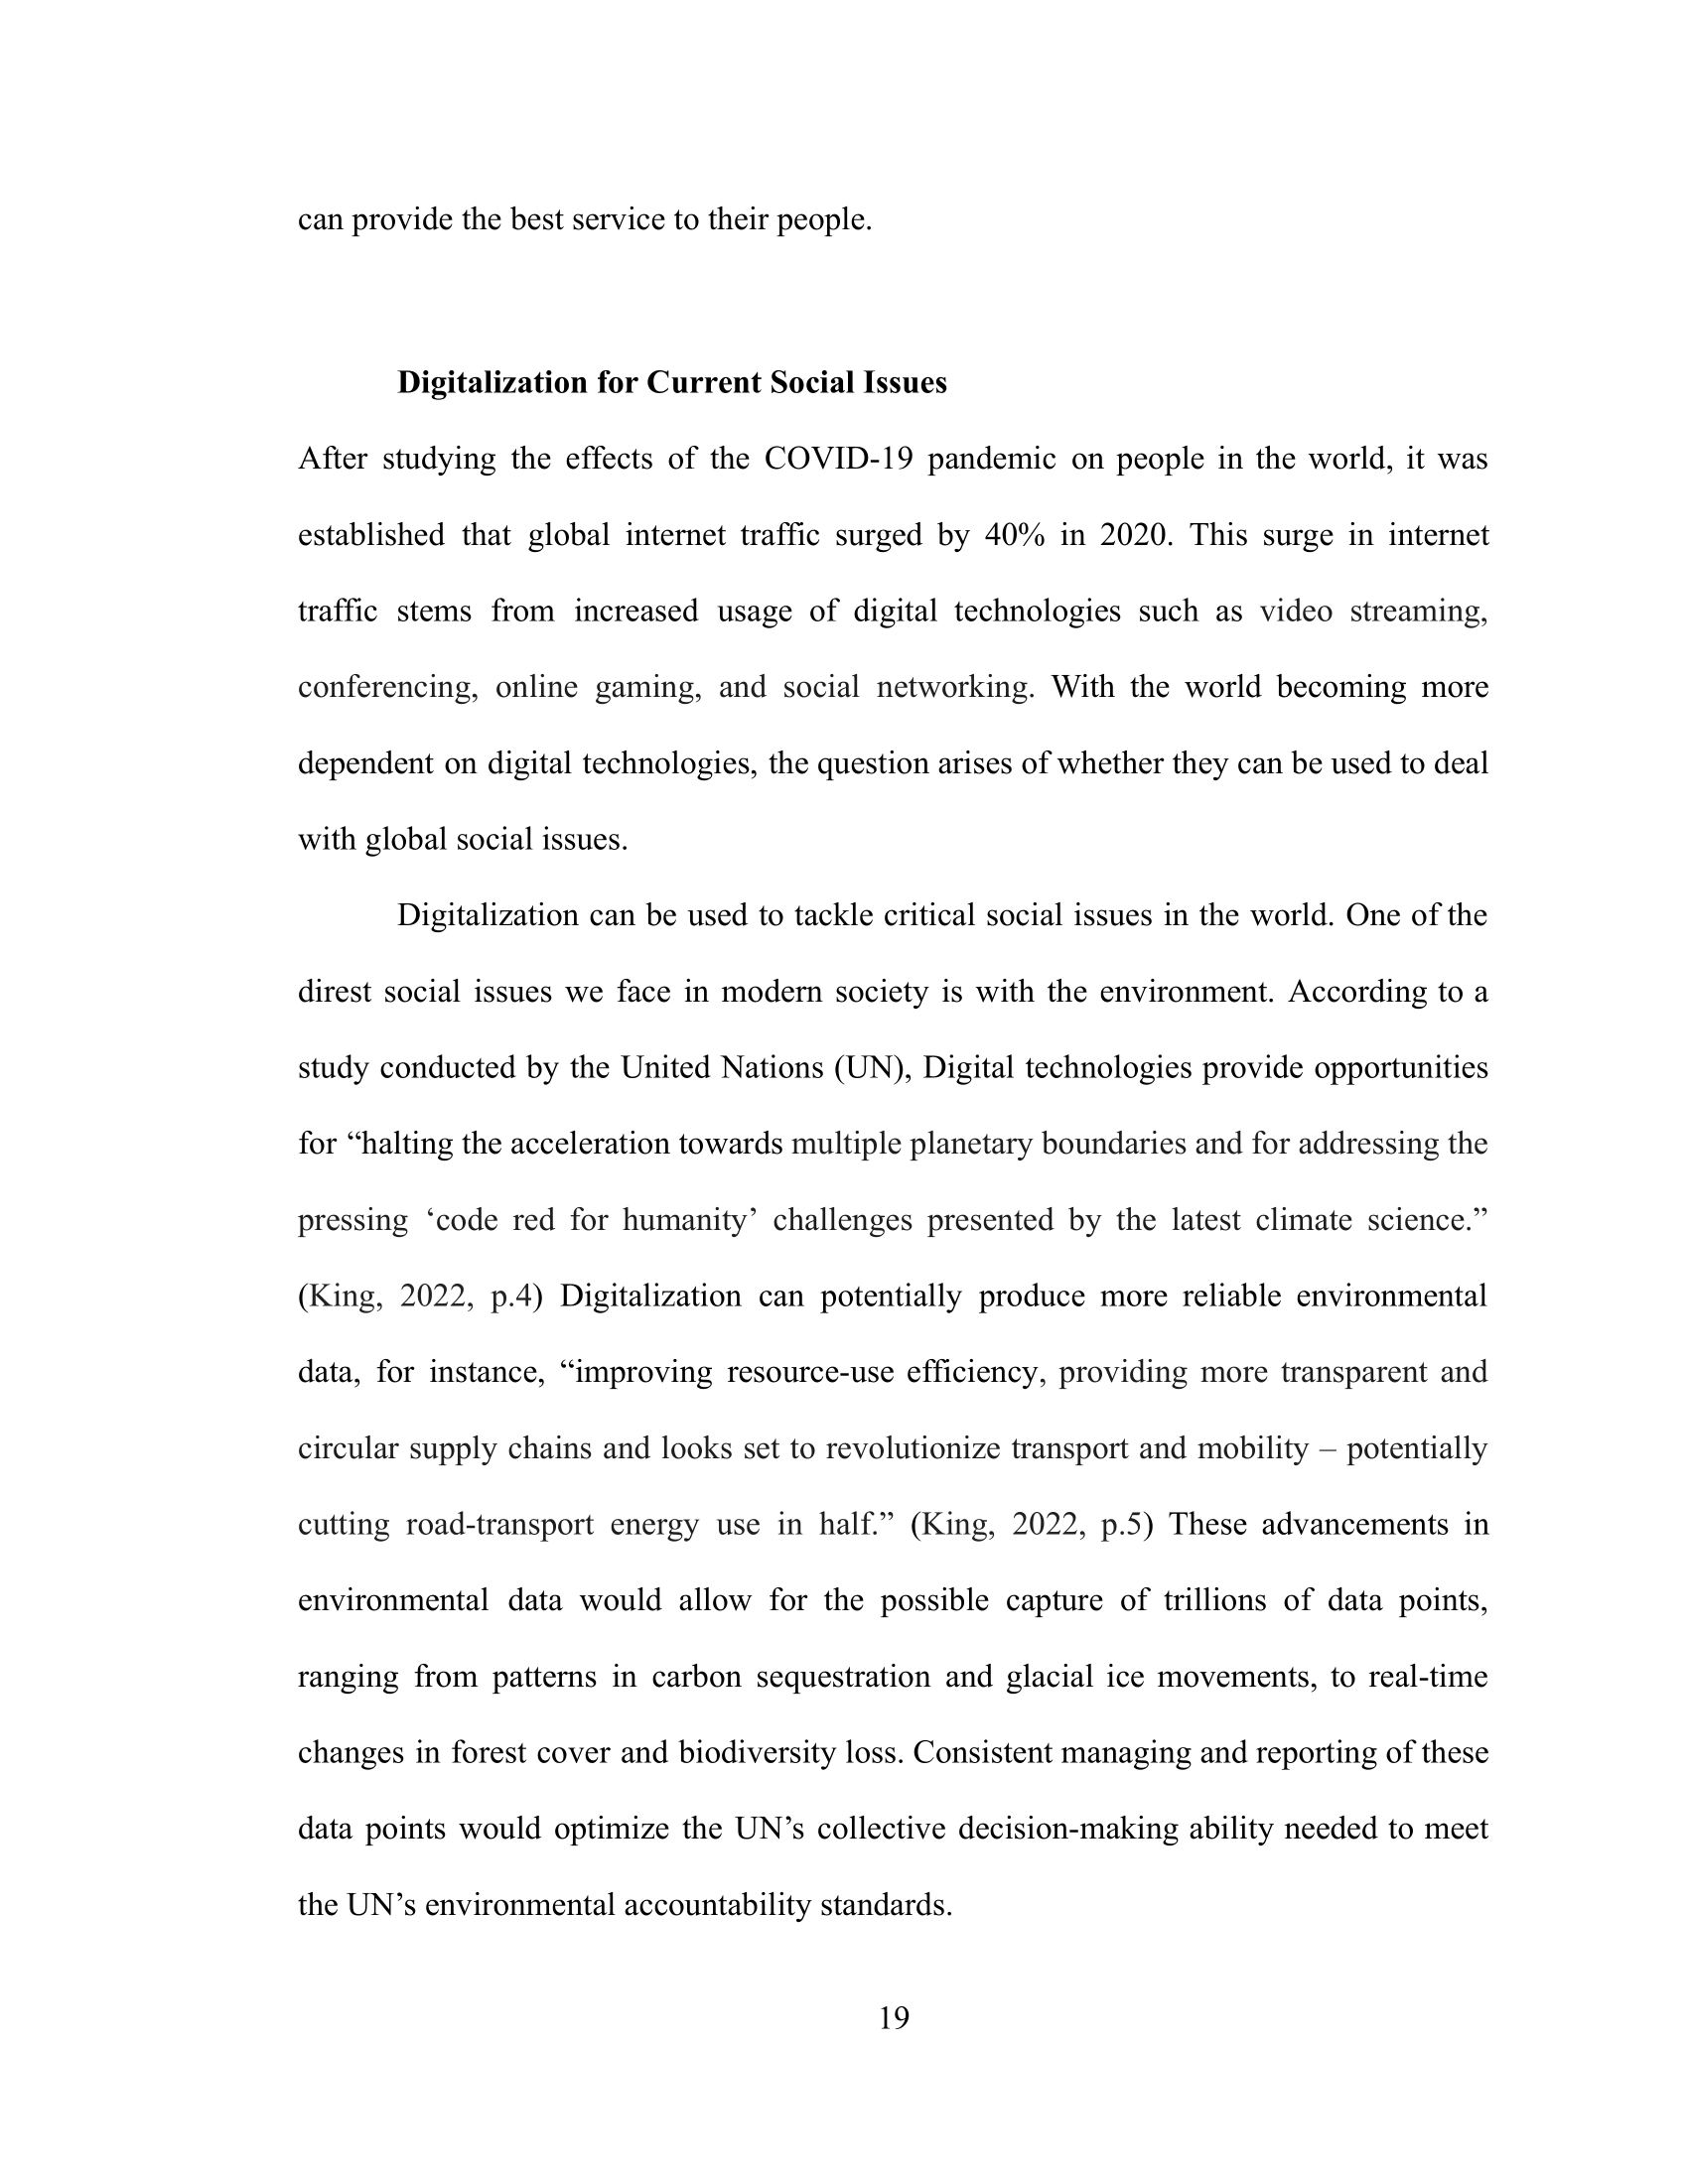 can provide the best service to their people.
Digitalization for Current Social Issues
After studying the effects of the COVID-19 pandemic on people in the world, it was
established that global internet traffic surged by 40% in 2020. This surge in internet
traffic stems from increased usage of digital technologies such as video streaming,
conferencing, online gaming, and social networking. With the world becoming more
dependent on digital technologies, the question arises of whether they can be used to deal
with global social issues.
Digitalization can be used to tackle critical social issues in the world. One of the
direst social issues we face in modern society is with the environment. According to a
study conducted by the United Nations (UN), Digital technologies provide opportunities
for “halting the acceleration towards multiple planetary boundaries and for addressing the
pressing ‘code red for humanity’ challenges presented by the latest climate science.”
(King, 2022, p.4) Digitalization can potentially produce more reliable environmental
data, for instance, “improving resource-use efficiency, providing more transparent and
circular supply chains and looks set to revolutionize transport and mobility – potentially
cutting road-transport energy use in half.” (King, 2022, p.5) These advancements in
environmental data would allow for the possible capture of trillions of data points,
ranging from patterns in carbon sequestration and glacial ice movements, to real-time
changes in forest cover and biodiversity loss. Consistent managing and reporting of these
data points would optimize the UN’s collective decision-making ability needed to meet
the UN’s environmental accountability standards.
19